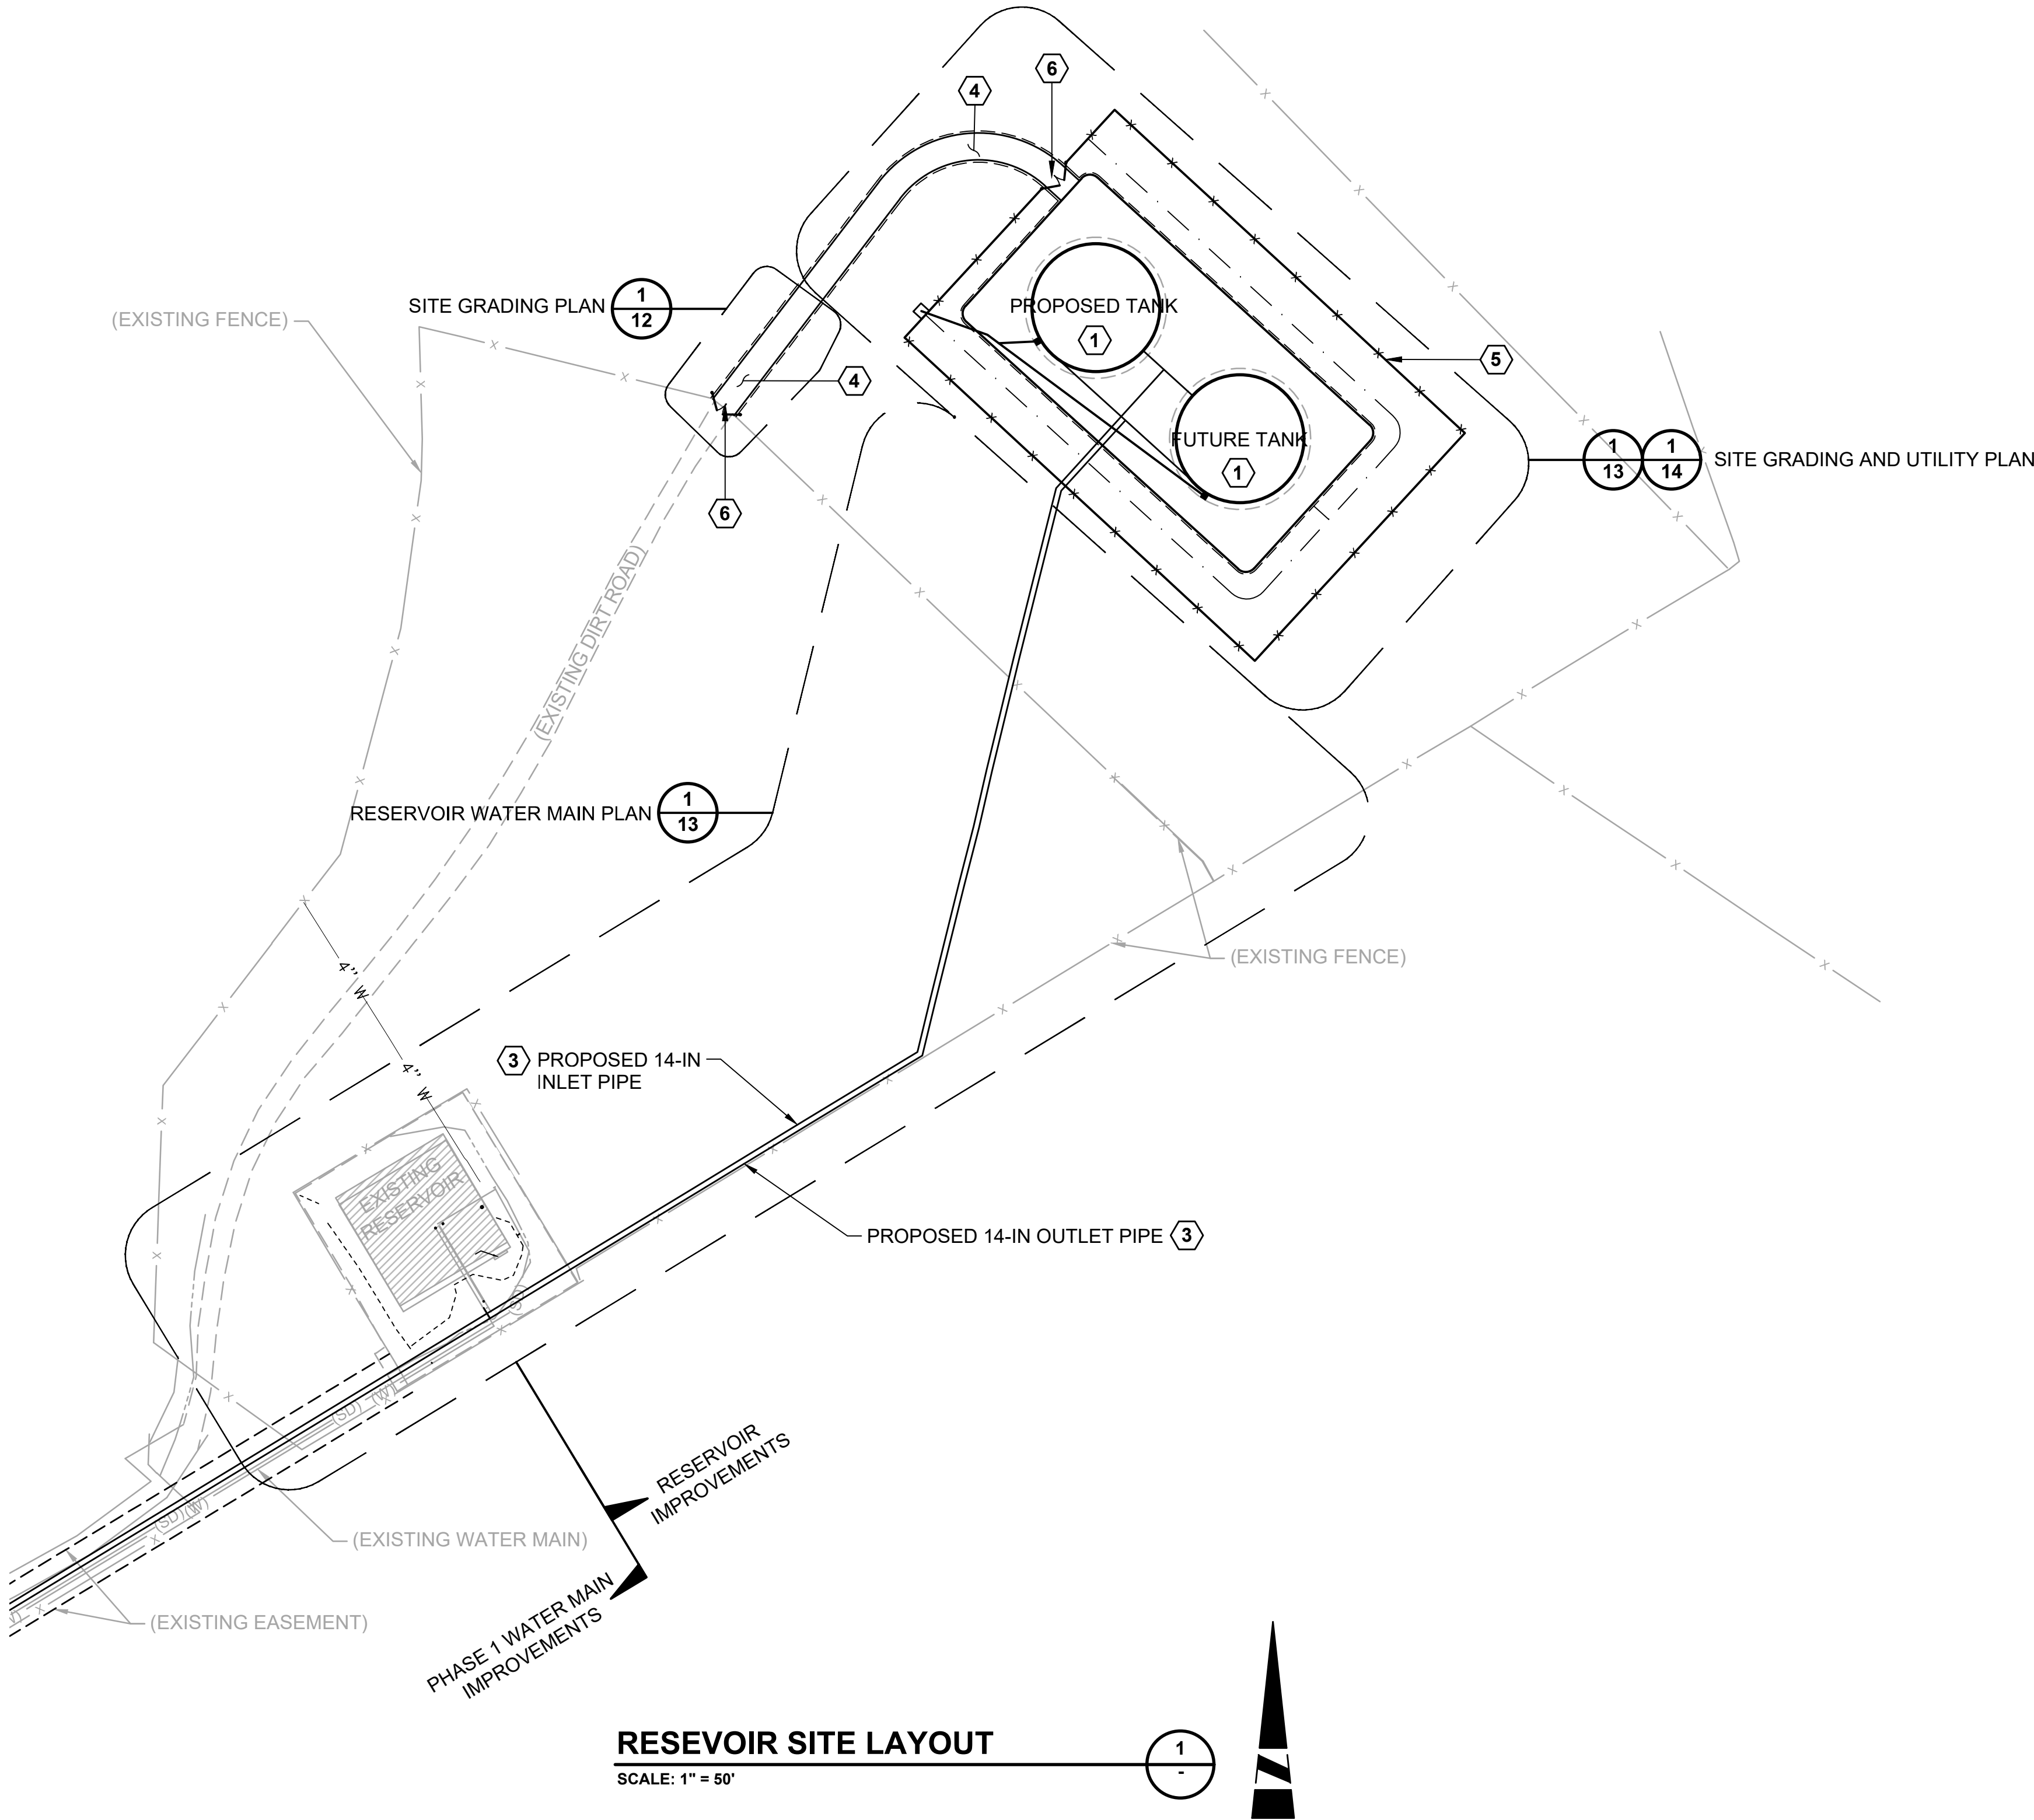 6
4
(EXISTING FENCE)
SITE GRADING PLAN
1
12
PROPOSED TANK
1
5
4
FUTURE TANK
1
1
13
1
14
SITE GRADING AND UTILITY PLAN
6
(EXISTING DIRT ROAD)
RESERVOIR WATER MAIN PLAN
1
13
(EXISTING FENCE)
4" W
4" W
3 PROPOSED 14-IN
INLET PIPE
EXISTING
RESERVOIR
PROPOSED 14-IN OUTLET PIPE 3
(SD)
(W)
(SD)
(SD)
(W)
RESERVOIR
IMPROVEMENTS
(EXISTING WATER MAIN)
(EXISTING EASEMENT)
PHASE 1 WATER MAIN
IMPROVEMENTS
RESEVOIR SITE LAYOUT
1
-
SCALE: 1" = 50'